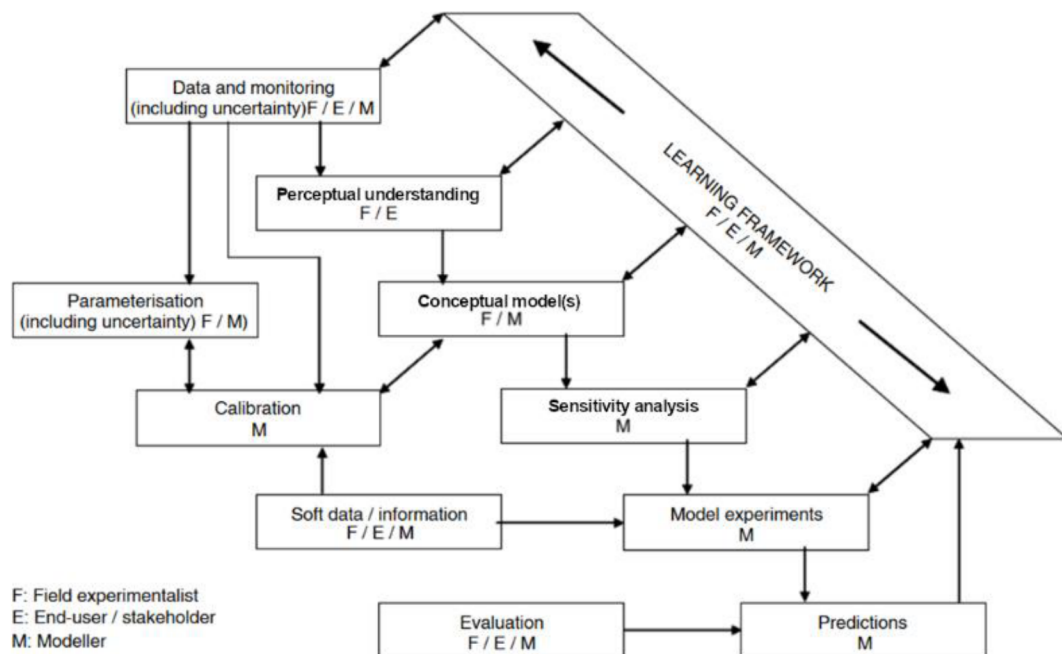 Data and monitoring
(including uncertainty)F / E / M
Perceptual understanding
F / E
LEARNING FRAMEWORK
F / E / M
Parameterisation
(including uncertainty) F / M)
Conceptual model(s)
F / M
Calibration
M
Sensitivity analysis
M
Soft data / information
F / E / M
Model experiments
M
F: Field experimentalist
E: End-user / stakeholder
M: Modeller
Evaluation
F / E / M
Predictions
M